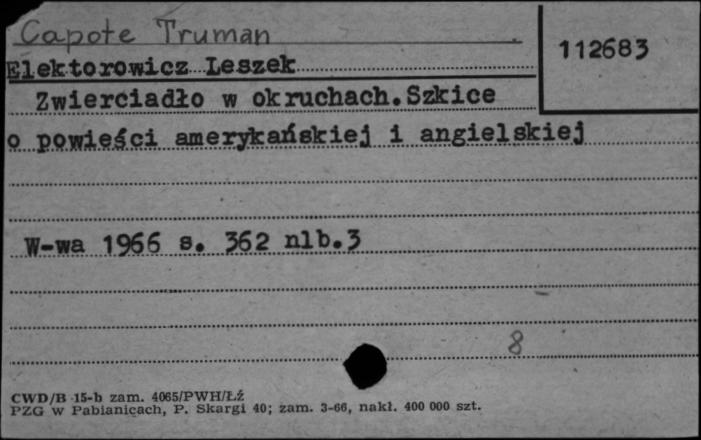 Capote Truman
112683
Elektorowicz Leszek
Zwierciadło w okruchach.Szkice
o powieści amerykańskiej i angielskiej
W-wa 1966 s. 362 nlb.3
8
CWD/B 15-b zam. 4065/PWH/Łź
PZG w Pabianicach, P. Skargi 40; zam. 3-66, nakł. 400 000 szt.